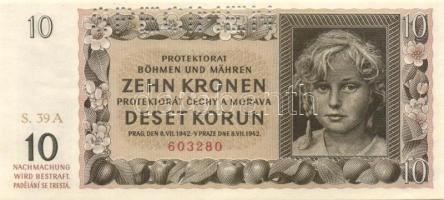 10
10
PROTEKTORAT
BÖHMEN UND MÄHREN
ZEHN KRONEN
PROTEKTORÁT ČECHY A MORAVA
DESET KORUN
PRAG, DEN 8. VII. 1942. - V PRAZE DNE 8. VII. 1942.
S. 39 A
603280
10
10
NACHMACHUNG
WIRD BESTRAFT.
PADĚLÁNÍ SE TRESTÁ.